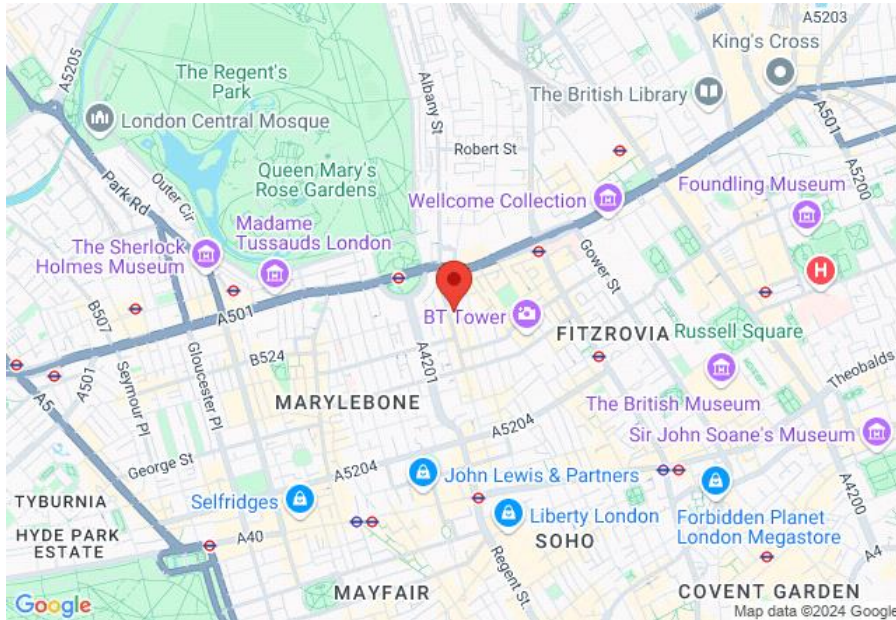 A5203
King's Cross
A5205
The Regent's
Park
Albany St
The British Library
A501
London Central Mosque
Robert St
A5200
Queen Mary's
Rose Gardens
Wellcome Collection
Foundling Museum
Park Rd
Outer Cir
Madame
Tussauds London
The Sherlock
Holmes Museum
Gower St
H
B507
A501
BT Tower
FITZROVIA
Russell Square
A4201
B524
Gloucester Pl
Seymour Pl
A501
A5
Theobalds
MARYLEBONE
The British Museum
A5204
Sir John Soane's Museum
George St
A5204
John Lewis & Partners
Selfridges
TYBURNIA
A4200
Liberty London
Forbidden Planet
London Megastore
HYDE PARK
ESTATE
A40
SOHO
Regent St.
A4
MAYFAIR
COVENT GARDEN
Google
Map data ©2024 Google